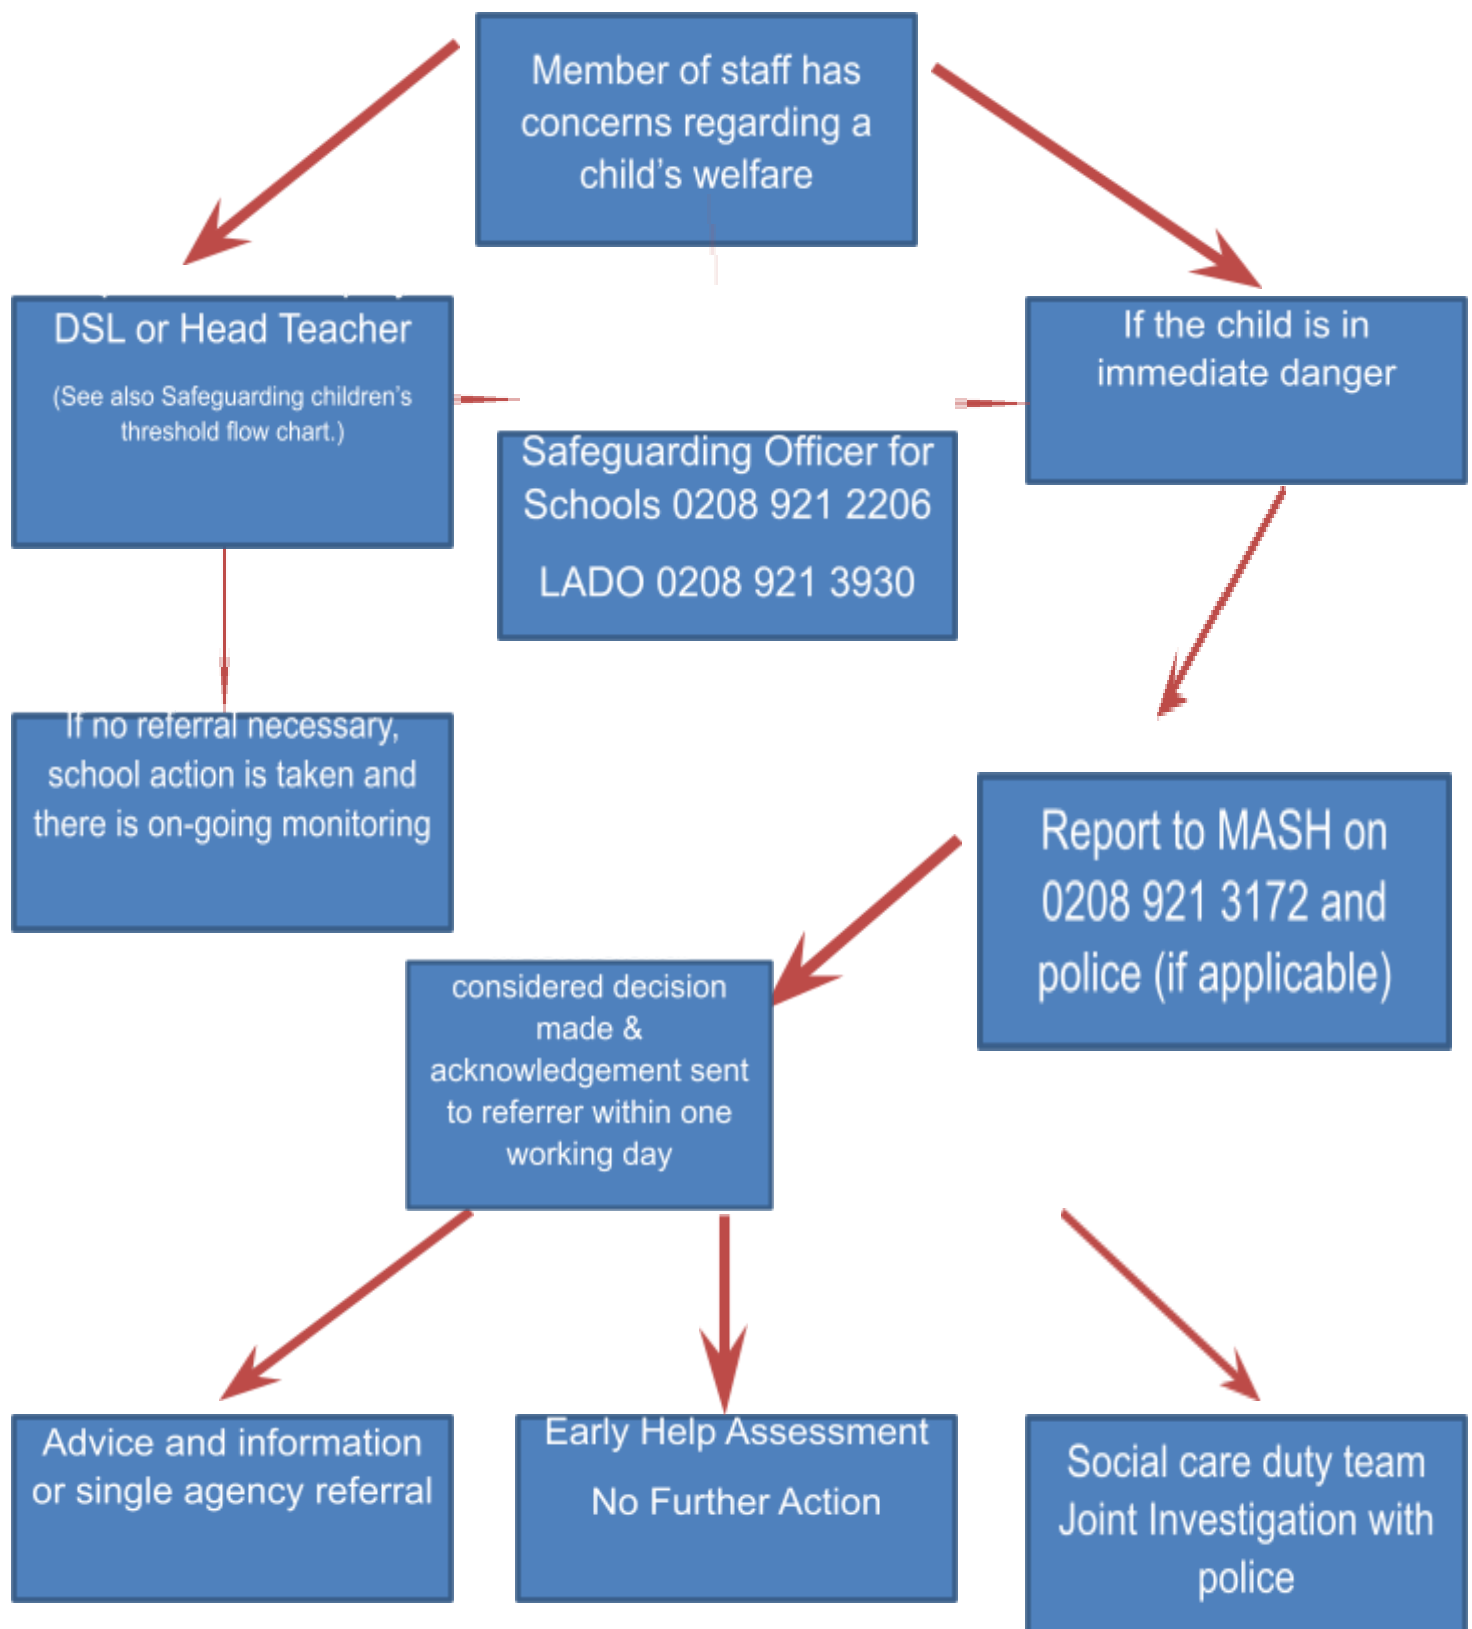 Member of staff has
concerns regarding a
child's welfare
DSL or Head Teacher
(See also Safeguarding children's
threshold flow chart.)
If the child is in
immediate danger
Safeguarding Officer for
Schools 0208 921 2206
LADO 0208 921 3930
If no referral necessary,
school action is taken and
there is on-going monitoring
Report to MASH on
0208 921 3172 and
police (if applicable)
considered decision
made &
acknowledgement sent
to referrer within one
working day
Advice and information
or single agency referral
Early Help Assessment
No Further Action
Social care duty team
Joint Investigation with
police